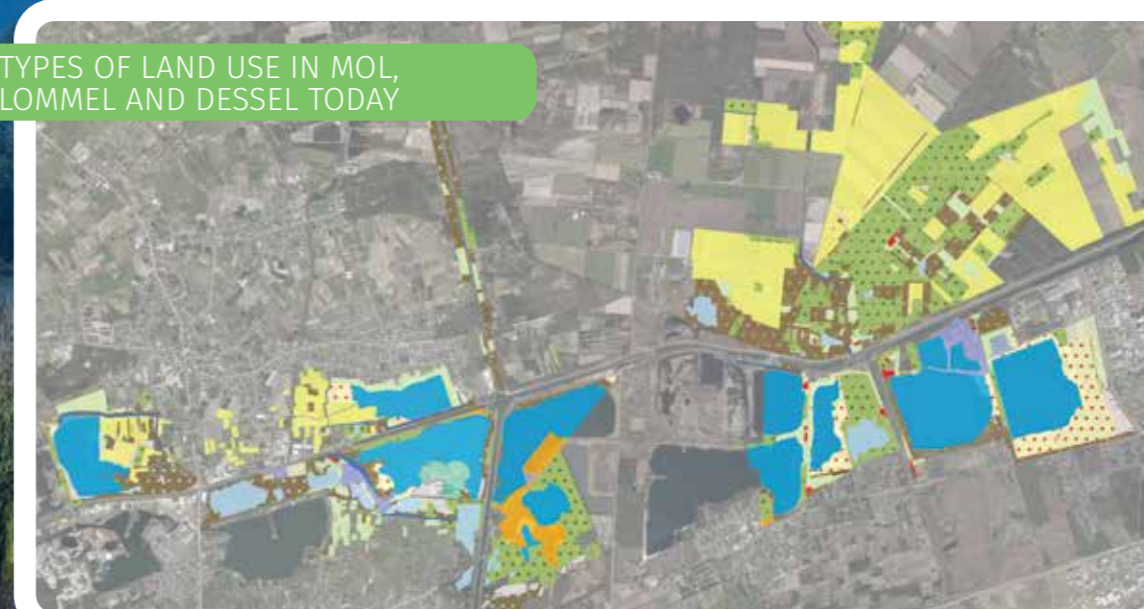 TYPES OF LAND USE IN MOL,
LOMMEL AND DESSEL TODAY